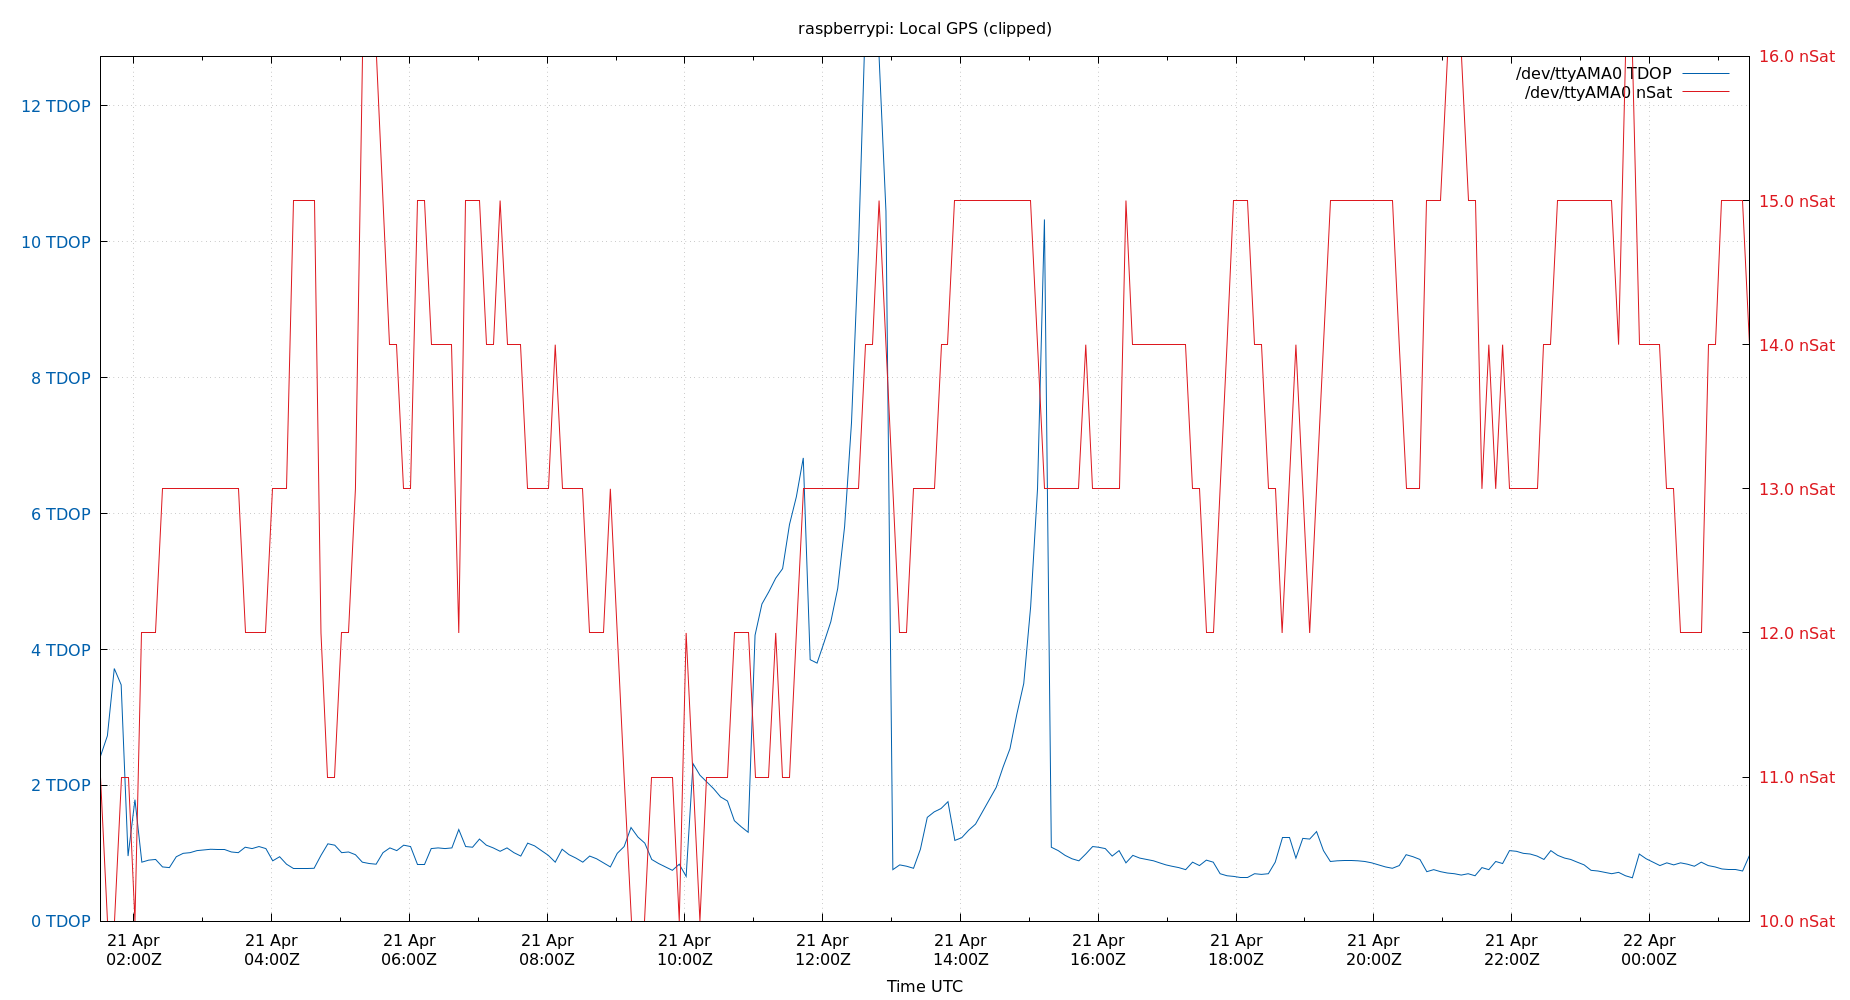 raspberrypi: Local GPS (clipped)
16.0 nSat
/dev/ttyAMA0 TDOP
/dev/ttyAMA0 nSat
12 TDOP
15.0 nSat
10 TDOP
14.0 nSat
8 TDOP
13.0 nSat
6 TDOP
12.0 nSat
4 TDOP
11.0 nSat
2 TDOP
10.0 nSat
0 TDOP
21 Apr 21 Apr 21 Apr 21 Apr 21 Apr 21 Apr 21 Apr 21 Apr 21 Apr 21 Apr 21 Apr 22 Apr
02:00Z 04:00Z 06:00Z 08:00Z 10:00Z 12:00Z 14:00Z 16:00Z 18:00Z 20:00Z 22:00Z 00:00Z
Time UTC